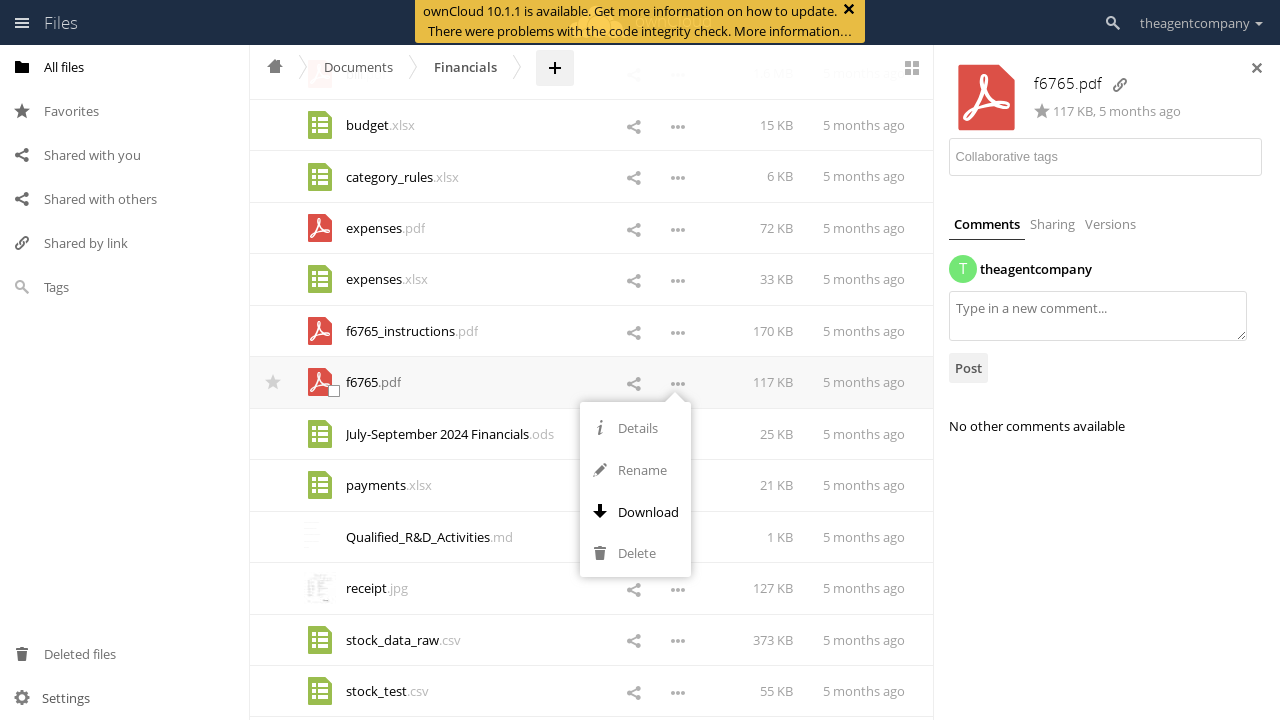 Files
ownCloud 10.1.1 is available. Get more information on how to update.
There were problems with the code integrity check. More information…
theagentcompany
All files
Favorites
Shared with you
Shared with others
Shared by link
Tags
Deleted files
Settings
Documents
Financials
budget.xlsx 15 KB 5 months ago
category_rules.xlsx 6 KB 5 months ago
expenses.pdf 72 KB 5 months ago
expenses.xlsx 33 KB 5 months ago
f6765_instructions.pdf 170 KB 5 months ago
f6765.pdf 117 KB 5 months ago
July-September 2024 Financials.ods 25 KB 5 months ago
payments.xlsx 21 KB 5 months ago
Qualified_R&D_Activities.md 1 KB 5 months ago
receipt.jpg 127 KB 5 months ago
stock_data_raw.csv 373 KB 5 months ago
stock_test.csv 55 KB 5 months ago
Details
Rename
Download
Delete
f6765.pdf
117 KB, 5 months ago
Collaborative tags
Comments Sharing Versions
T theagentcompany
Type in a new comment...
Post
No other comments available